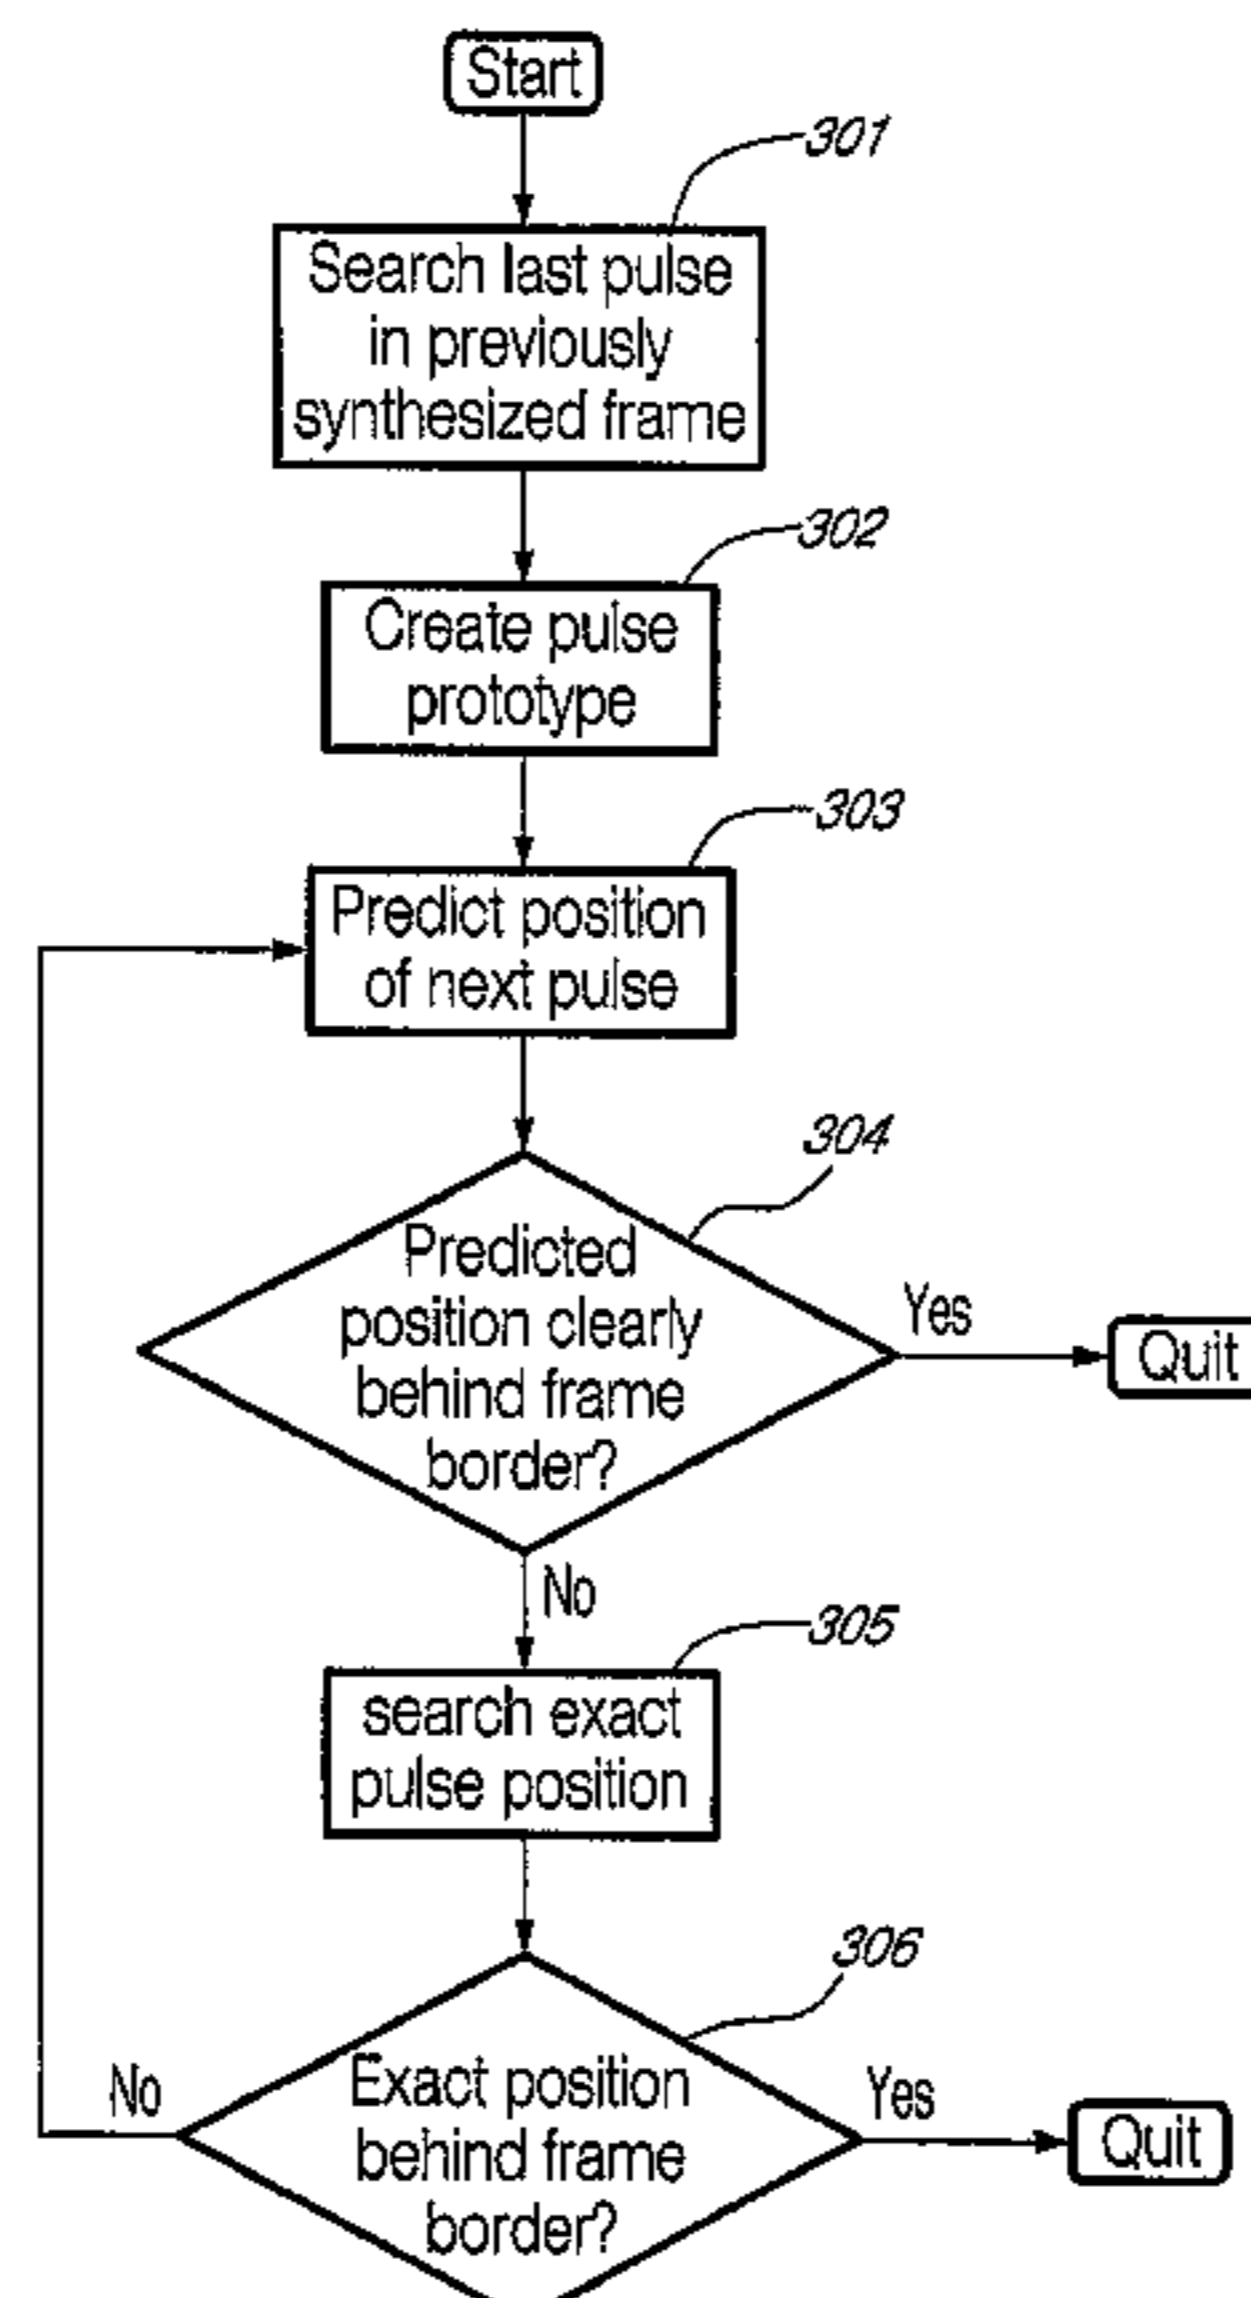 Start
301
Search last pulse
in previously
synthesized frame
302
Create pulse
prototype
303
Predict position
of next pulse
304
Predicted
position clearly
behind frame
border?
Yes
Quit
No
305
search exact
pulse position
306
No
Exact position
behind frame
border?
Yes
Quit